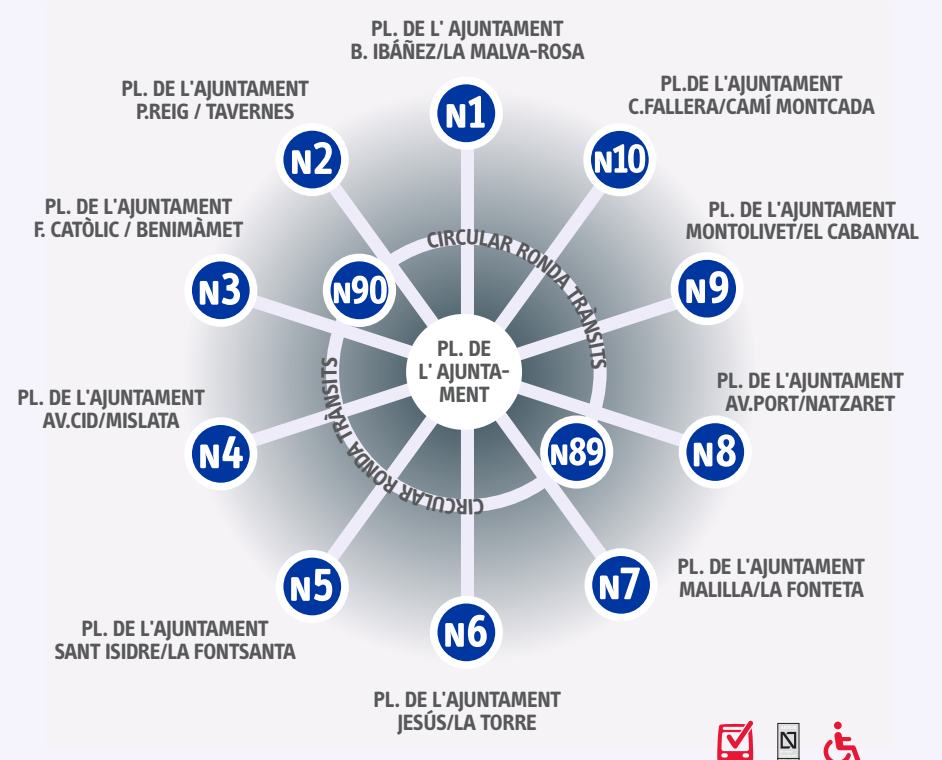 PL. DE L' AJUNTAMENT
B. IBÁÑEZ/LA MALVA-ROSA
N1
PL. DE L'AJUNTAMENT
P.REIG / TAVERNES
N2
PL.DE L'AJUNTAMENT
C.FALLERA/CAMÍ MONTCADA
N10
PL. DE L'AJUNTAMENT
F. CATÒLIC / BENIMÀMET
N3
PL. DE L'AJUNTAMENT
MONTOLIVET/EL CABANYAL
N9
CIRCULAR RONDA TRÀNSITS
N90
PL. DE
L' AJUNTA-
MENT
PL. DE L'AJUNTAMENT
AV.CID/MISLATA
N4
PL. DE L'AJUNTAMENT
AV.PORT/NATZARET
N8
N89
CIRCULAR RONDA TRÀNSITS
N5
PL. DE L'AJUNTAMENT
SANT ISIDRE/LA FONTSANTA
N7
PL. DE L'AJUNTAMENT
MALILLA/LA FONTETA
N6
PL. DE L'AJUNTAMENT
JESÚS/LA TORRE
N